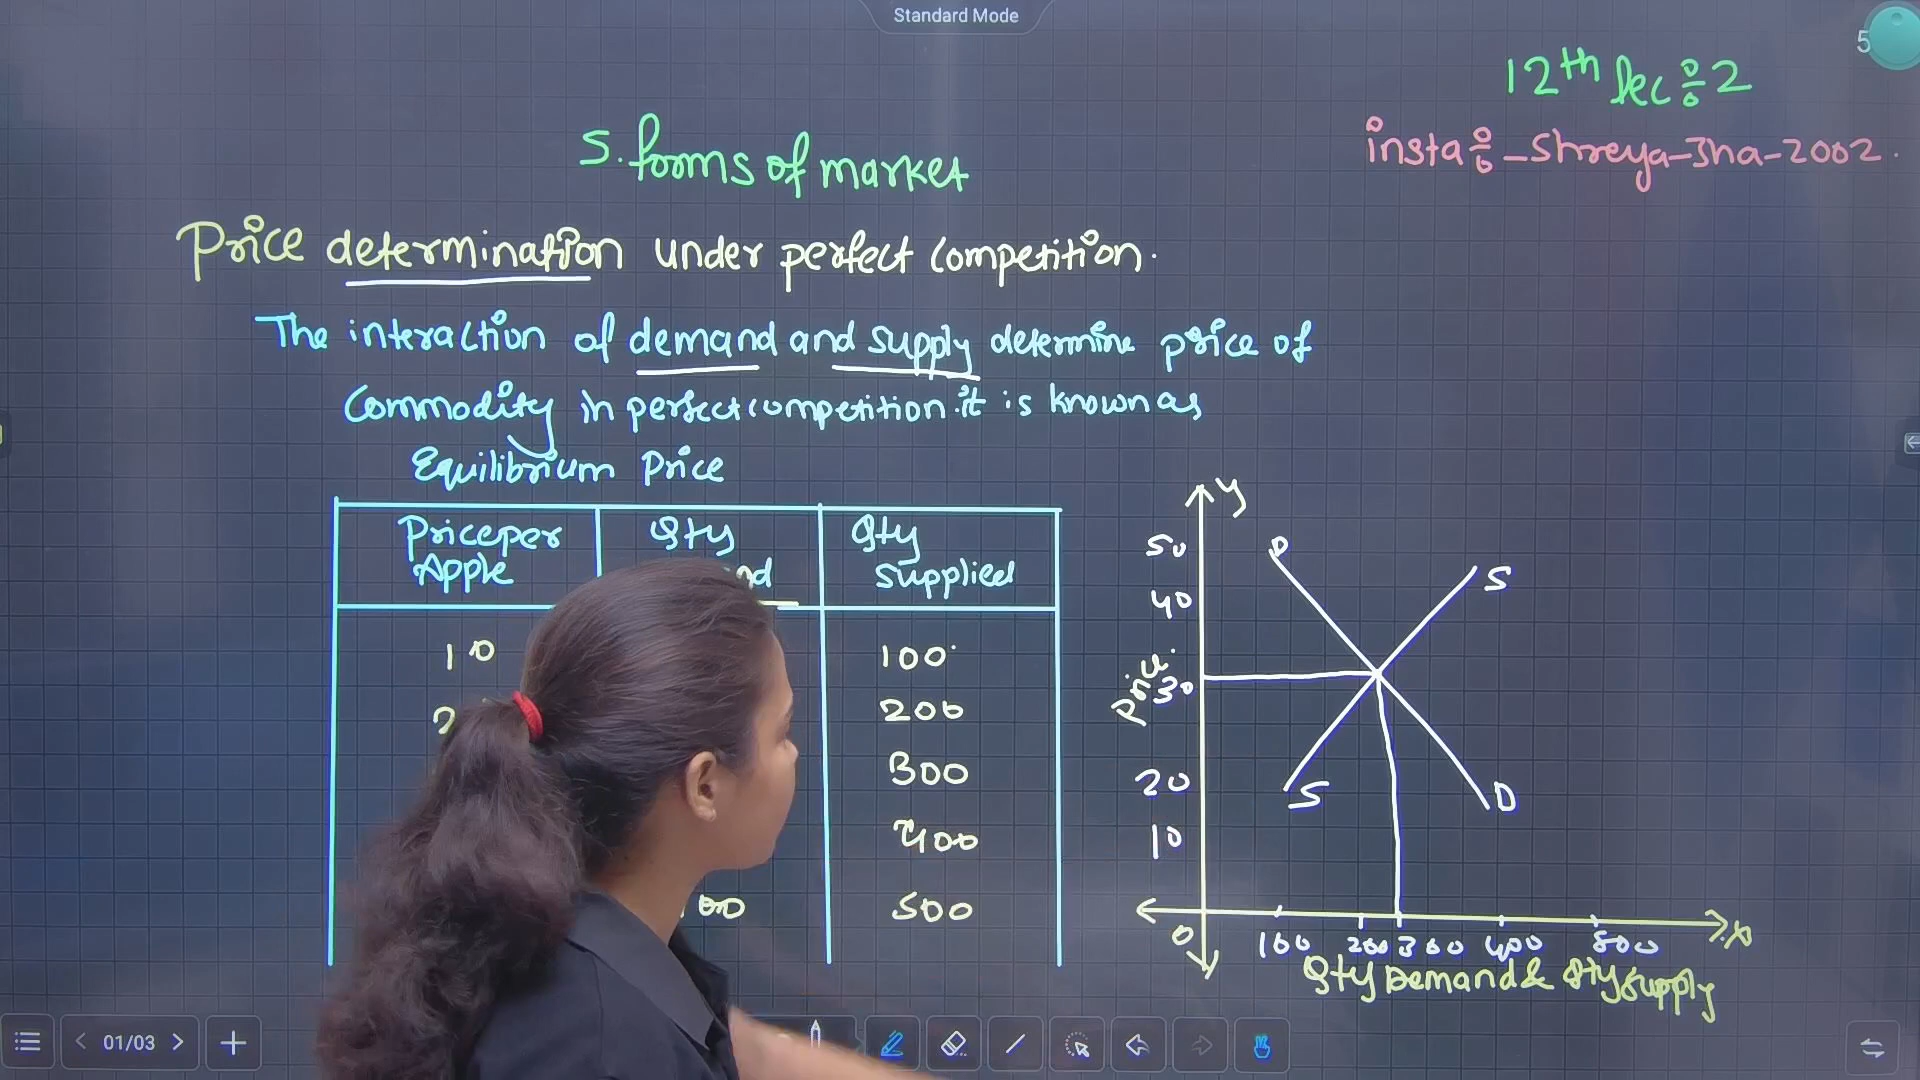 Standard Mode
5
12th lec : 2
insta : _Shreya_Jha_2002
5. forms of market
Price determination under perfect competition.
The interaction of demand and supply determine price of
Commodity in perfect competition. it is known as
Equilibrium Price
Price per Apple
Qty
Qty Supplied
10
100
200
300
400
500
Y
50
40
30
20
10
Price
D
S
S
D
O
Y
100 200 300 400 500
X
Qty Demand & Qty Supply
01/03